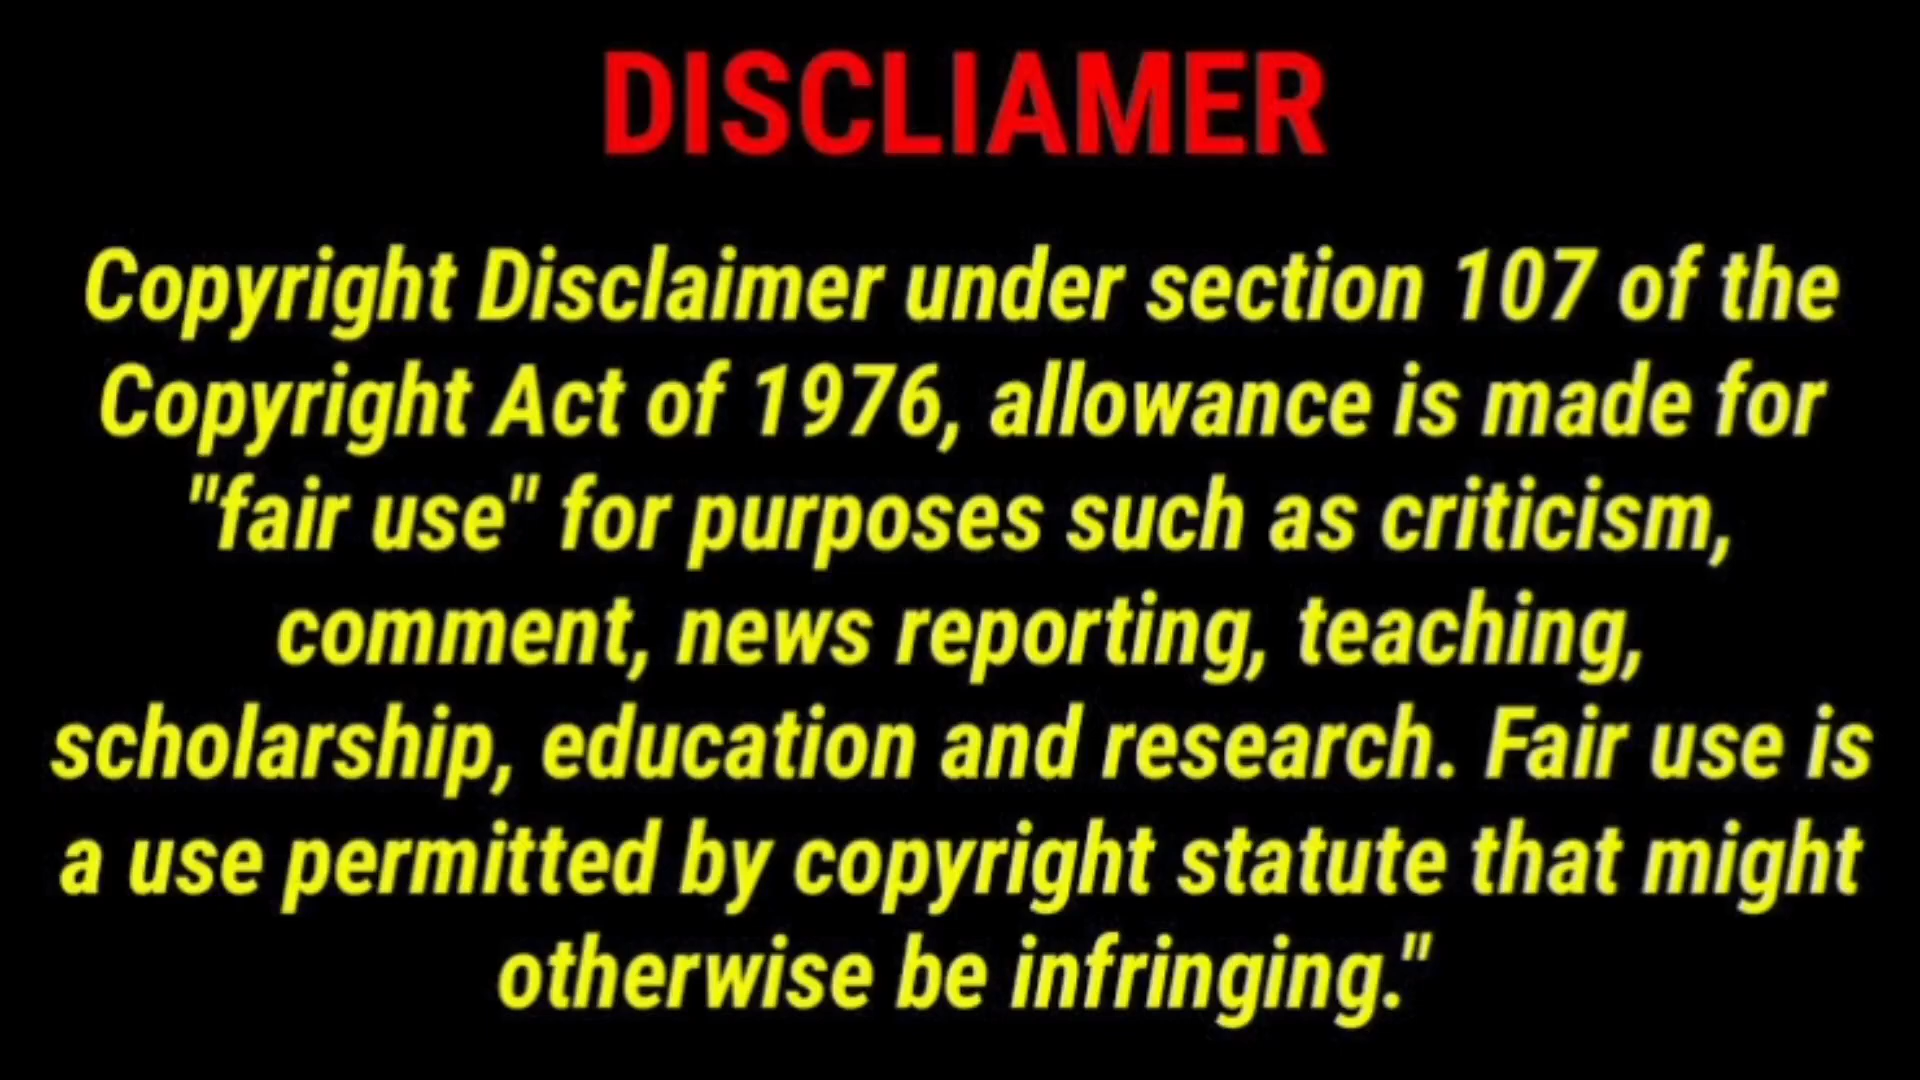 DISCLIAMER
Copyright Disclaimer under section 107 of the
Copyright Act of 1976, allowance is made for
"fair use" for purposes such as criticism,
comment, news reporting, teaching,
scholarship, education and research. Fair use is
a use permitted by copyright statute that might
otherwise be infringing."